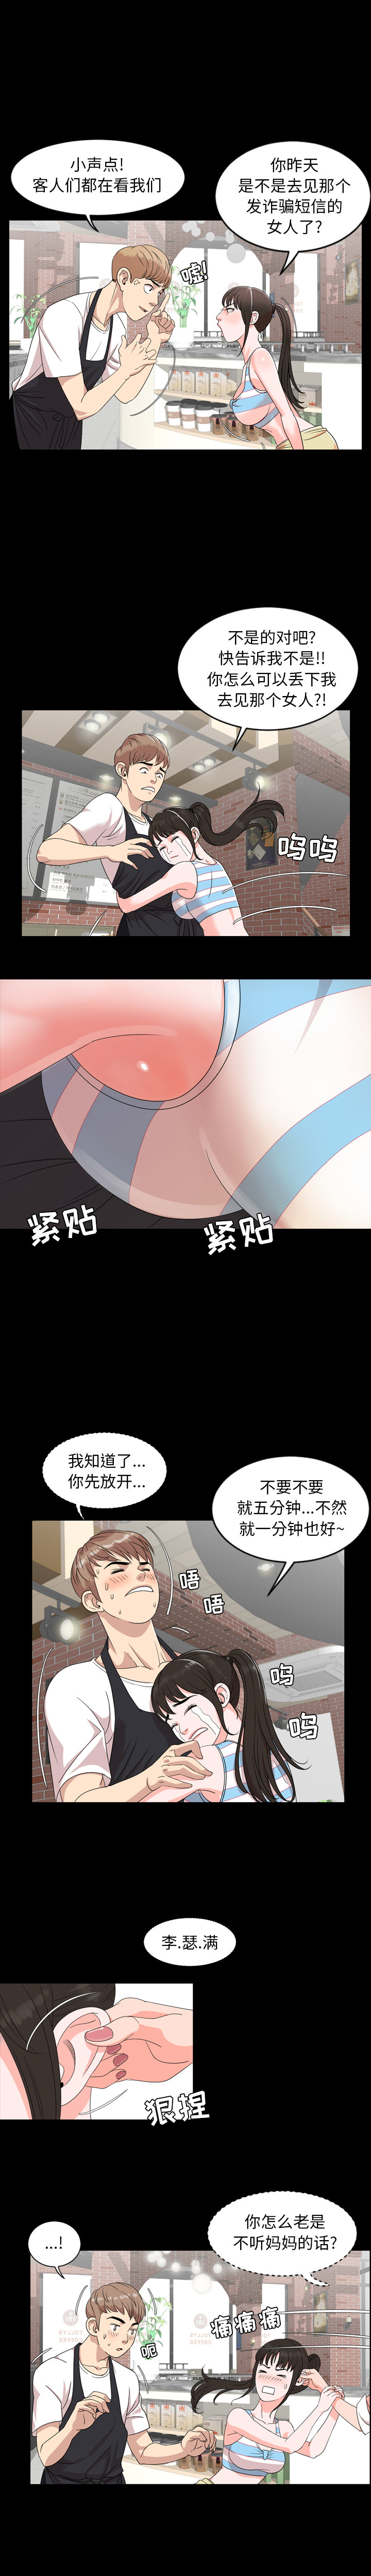 小声点!
客人们都在看我们
你昨天
是不是去见那个
发诈骗短信的
女人了?
嘘!
不是的对吧?
快告诉我不是!!
你怎么可以丢下我
去见那个女人?!
呜呜
紧贴
紧贴
我知道了...
你先放开...
不要不要
就五分钟...不然
就一分钟也好~
唔
唔
呜
呜
李.瑟.满
狠捏
你怎么老是
不听妈妈的话?
...!
痛痛痛
呃
TOLLYS
COFFEE